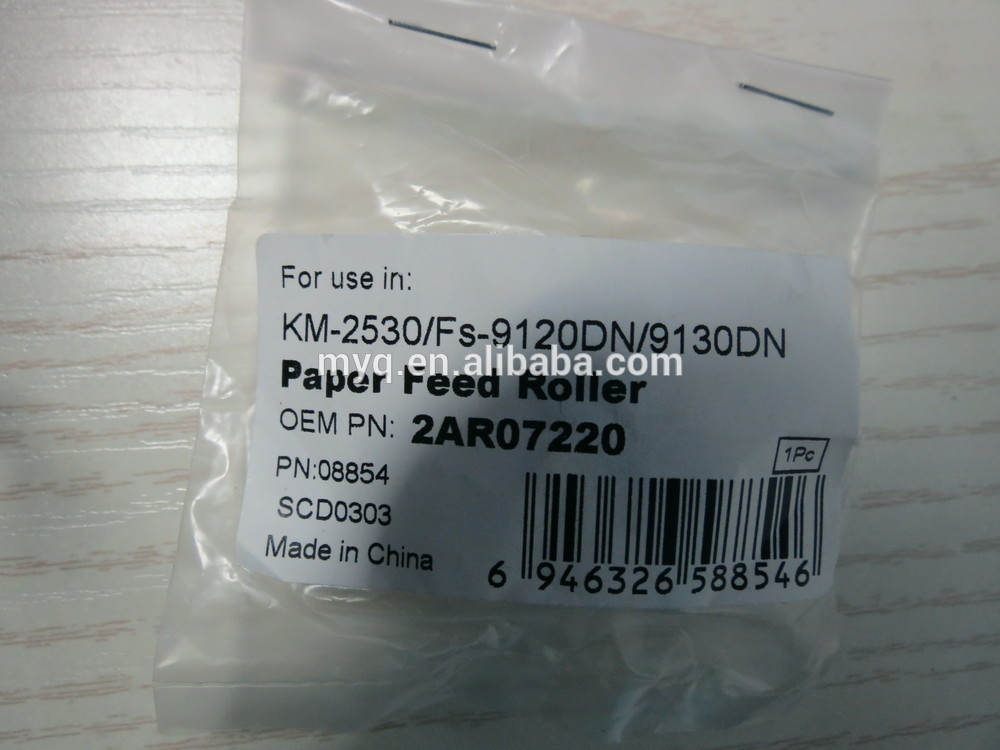 For use in:
KM-2530/Fs-9120DN/9130DN
myq.en.alibaba.com
Paper Feed Roller
OEM PN: 2AR07220
1Pc
PN:08854
SCD0303
Made in China
6 946326 588546